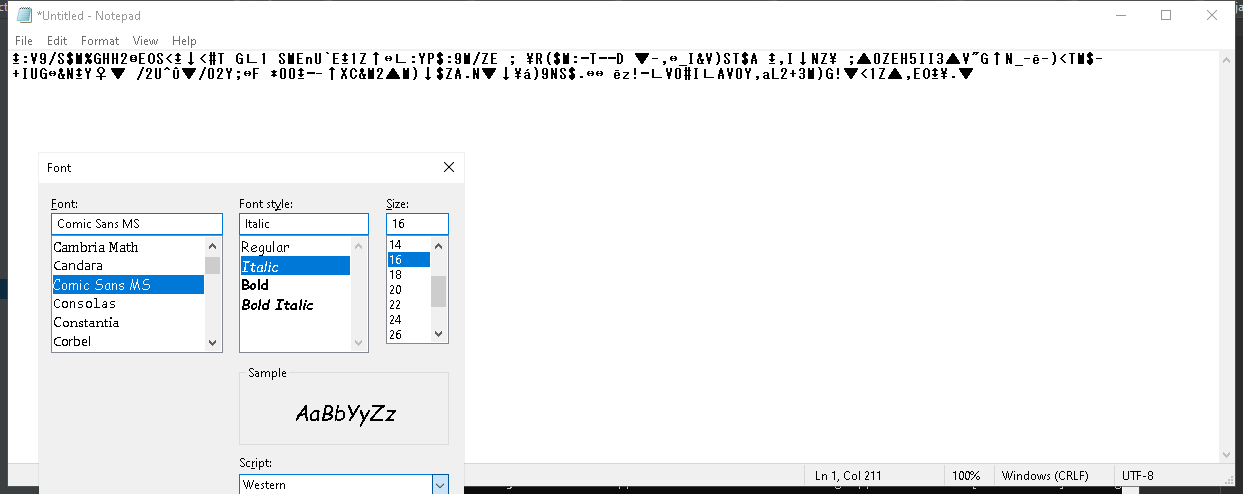 *Untitled - Notepad
File Edit Format View Help
‡:V9/S$M%GHH2⇔EOS<‡↓<#T G∟1 SMEnU`E‡1Z↑⇔∟:YP$:9M/ZE ; ¥R($M:-T--D ▼-,⇔_I&V)ST$A ‡,I↓NZ¥ ;▲OZEH5II3▲V˝G↑N_-ē-)<TM$-
+IUG⇔&N‡Y♀▼ /2U^û▼/O2Y;⇔F *OO‡--↑XC&M2▲M)↓$ZA.N▼↓¥á)9NS$.⇔⇔ ēz!-∟VO#I∟AVOY,aL2+3M)G!▼<1Z▲,EO‡¥.▼
Font
Font: Font style: Size:
Comic Sans MS Italic 16
Cambria Math Regular 14
Candara Italic 16
Comic Sans MS Bold 18
Consolas Bold Italic 20
Constantia 22
Corbel 24
26
Sample
AaBbYyZz
Script:
Western
Ln 1, Col 211 100% Windows (CRLF) UTF-8